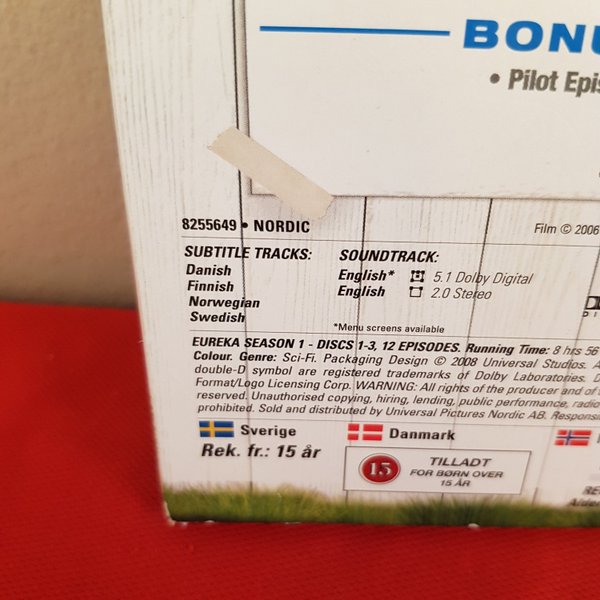 BONU
• Pilot Epis
8255649 • NORDIC
Film © 2006
SUBTITLE TRACKS:
Danish
Finnish
Norwegian
Swedish
SOUNDTRACK:
English* 5.1 Dolby Digital
English 2.0 Stereo
*Menu screens available
EUREKA SEASON 1 - DISCS 1-3, 12 EPISODES. Running Time: 8 hrs 56
Colour. Genre: Sci-Fi. Packaging Design © 2008 Universal Studios. A
double-D symbol are registered trademarks of Dolby Laboratories. D
Format/Logo Licensing Corp. WARNING: All rights of the producer and of th
reserved. Unauthorised copying, hiring, lending, public performance, radio
prohibited. Sold and distributed by Universal Pictures Nordic AB. Respons
Sverige
Rek. fr.: 15 år
Danmark
15
TILLADT
FOR BØRN OVER
15 ÅR
RE
Alder